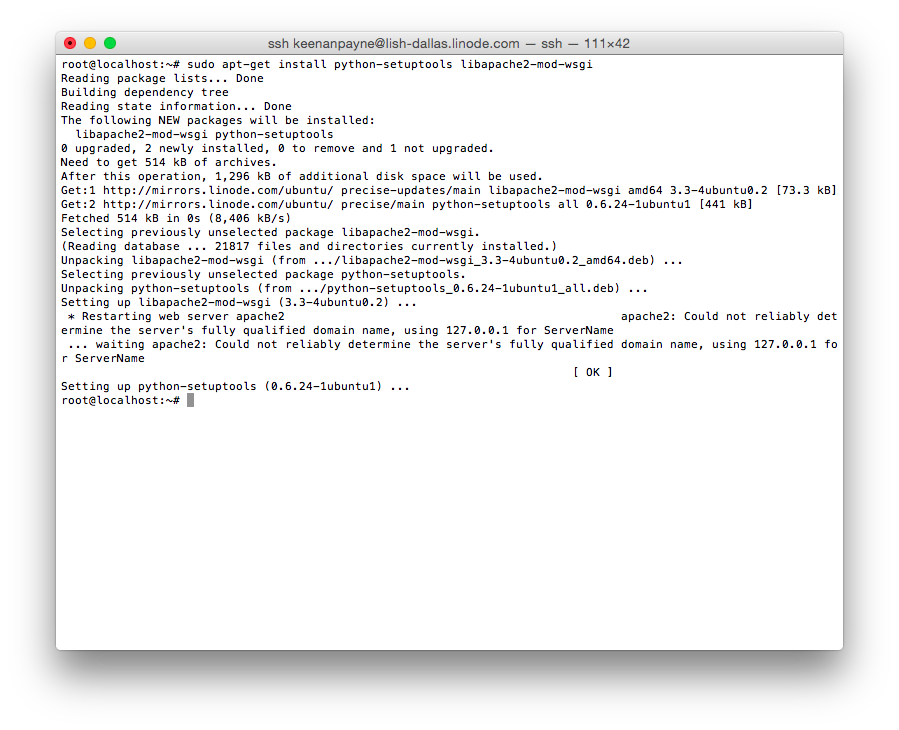 ssh keenanpayne@lish-dallas.linode.com — ssh — 111×42
root@localhost:~# sudo apt-get install python-setuptools libapache2-mod-wsgi
Reading package lists... Done
Building dependency tree
Reading state information... Done
The following NEW packages will be installed:
  libapache2-mod-wsgi python-setuptools
0 upgraded, 2 newly installed, 0 to remove and 1 not upgraded.
Need to get 514 kB of archives.
After this operation, 1,296 kB of additional disk space will be used.
Get:1 http://mirrors.linode.com/ubuntu/ precise-updates/main libapache2-mod-wsgi amd64 3.3-4ubuntu0.2 [73.3 kB]
Get:2 http://mirrors.linode.com/ubuntu/ precise/main python-setuptools all 0.6.24-1ubuntu1 [441 kB]
Fetched 514 kB in 0s (8,406 kB/s)
Selecting previously unselected package libapache2-mod-wsgi.
(Reading database ... 21817 files and directories currently installed.)
Unpacking libapache2-mod-wsgi (from .../libapache2-mod-wsgi_3.3-4ubuntu0.2_amd64.deb) ...
Selecting previously unselected package python-setuptools.
Unpacking python-setuptools (from .../python-setuptools_0.6.24-1ubuntu1_all.deb) ...
Setting up libapache2-mod-wsgi (3.3-4ubuntu0.2) ...
 * Restarting web server apache2                                                apache2: Could not reliably det
ermine the server's fully qualified domain name, using 127.0.0.1 for ServerName
 ... waiting apache2: Could not reliably determine the server's fully qualified domain name, using 127.0.0.1 fo
r ServerName
                                                                         [ OK ]
Setting up python-setuptools (0.6.24-1ubuntu1) ...
root@localhost:~#